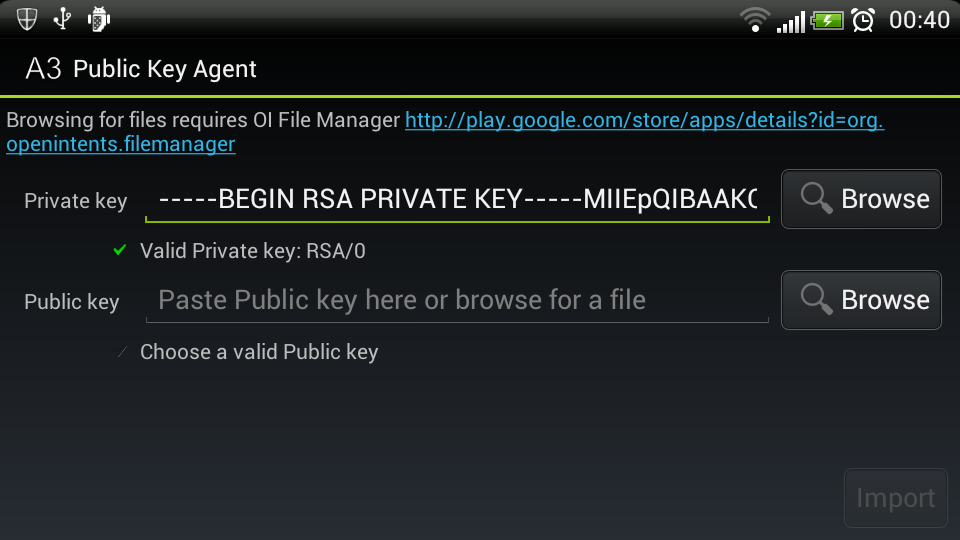 00:40
A3 Public Key Agent
Browsing for files requires OI File Manager http://play.google.com/store/apps/details?id=org.
openintents.filemanager
Private key -----BEGIN RSA PRIVATE KEY-----MIIEpQIBAAKC Browse
Valid Private key: RSA/0
Public key Paste Public key here or browse for a file Browse
Choose a valid Public key
Import